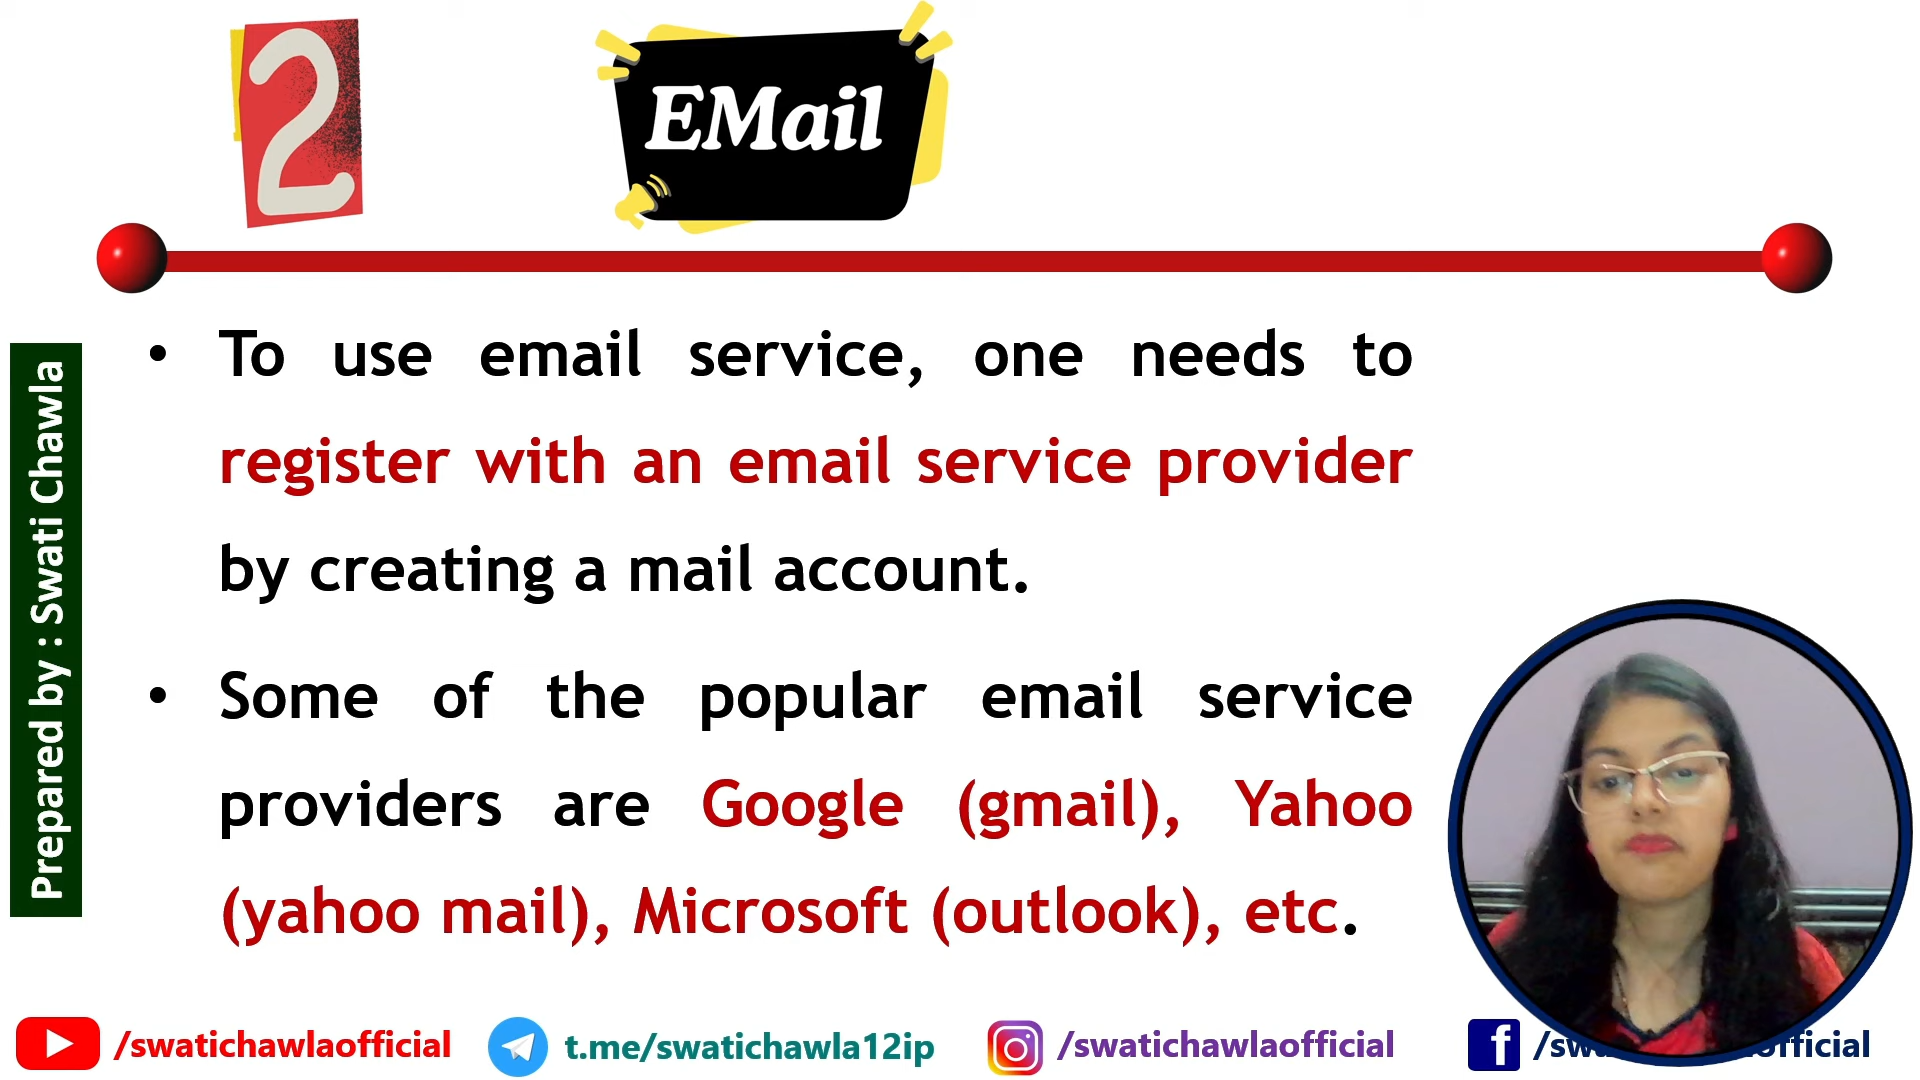 2
EMail
• To use email service, one needs to
register with an email service provider
by creating a mail account.
• Some of the popular email service
providers are Google (gmail), Yahoo
(yahoo mail), Microsoft (outlook), etc.
Prepared by : Swati Chawla
/swatichawlaofficial
t.me/swatichawla12ip
/swatichawlaofficial